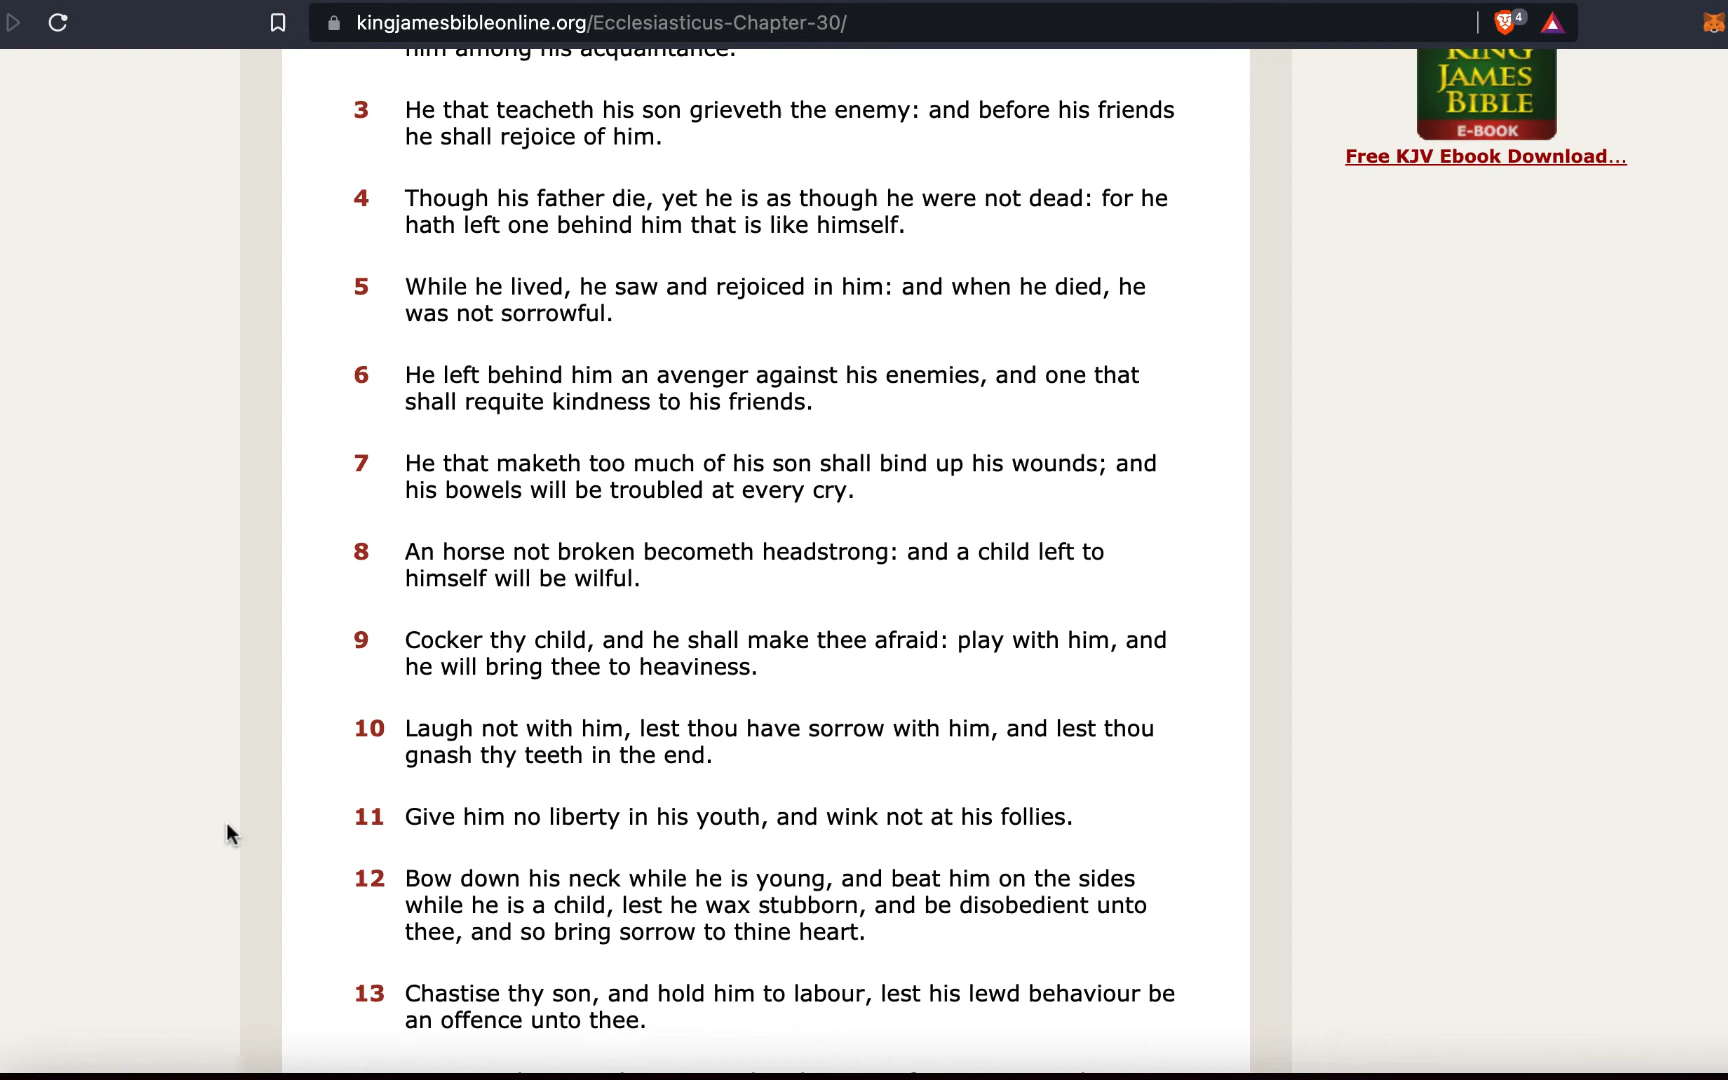 kingjamesbibleonline.org/Ecclesiasticus-Chapter-30/
4
him among his acquaintance.
3 He that teacheth his son grieveth the enemy: and before his friends
he shall rejoice of him.
4 Though his father die, yet he is as though he were not dead: for he
hath left one behind him that is like himself.
5 While he lived, he saw and rejoiced in him: and when he died, he
was not sorrowful.
6 He left behind him an avenger against his enemies, and one that
shall requite kindness to his friends.
7 He that maketh too much of his son shall bind up his wounds; and
his bowels will be troubled at every cry.
8 An horse not broken becometh headstrong: and a child left to
himself will be wilful.
9 Cocker thy child, and he shall make thee afraid: play with him, and
he will bring thee to heaviness.
10 Laugh not with him, lest thou have sorrow with him, and lest thou
gnash thy teeth in the end.
11 Give him no liberty in his youth, and wink not at his follies.
12 Bow down his neck while he is young, and beat him on the sides
while he is a child, lest he wax stubborn, and be disobedient unto
thee, and so bring sorrow to thine heart.
13 Chastise thy son, and hold him to labour, lest his lewd behaviour be
an offence unto thee.
KING
JAMES
BIBLE
E-BOOK
Free KJV Ebook Download...